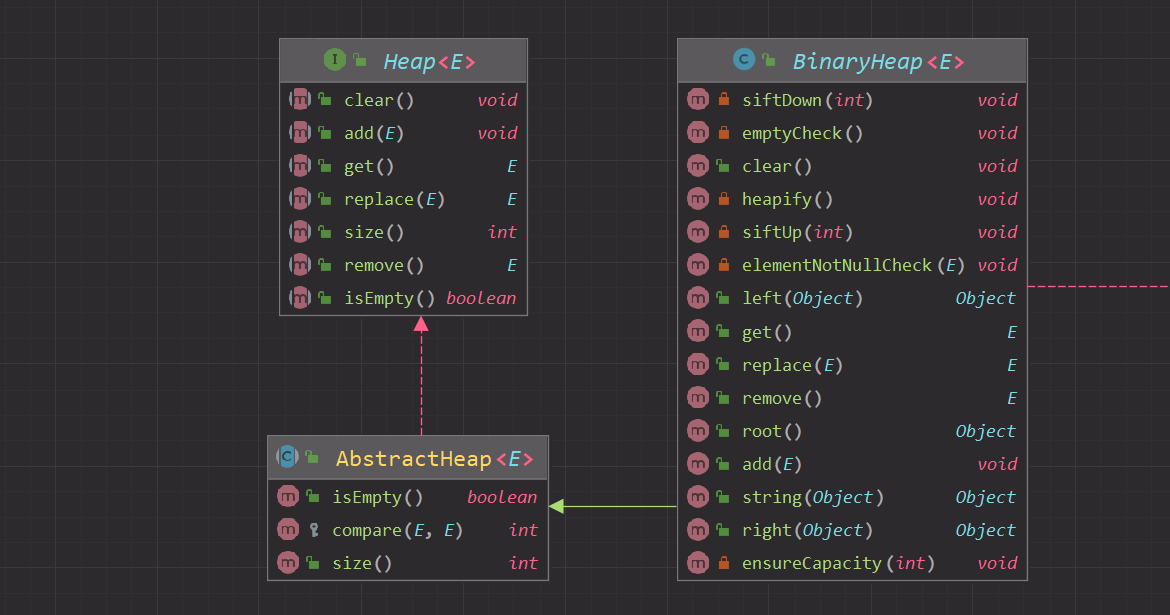 I Heap<E>
m clear() void
m add(E) void
m get() E
m replace(E) E
m size() int
m remove() E
m isEmpty() boolean
C AbstractHeap<E>
m isEmpty() boolean
m compare(E, E) int
m size() int
C BinaryHeap<E>
m siftDown(int) void
m emptyCheck() void
m clear() void
m heapify() void
m siftUp(int) void
m elementNotNullCheck(E) void
m left(Object) Object
m get() E
m replace(E) E
m remove() E
m root() Object
m add(E) void
m string(Object) Object
m right(Object) Object
m ensureCapacity(int) void